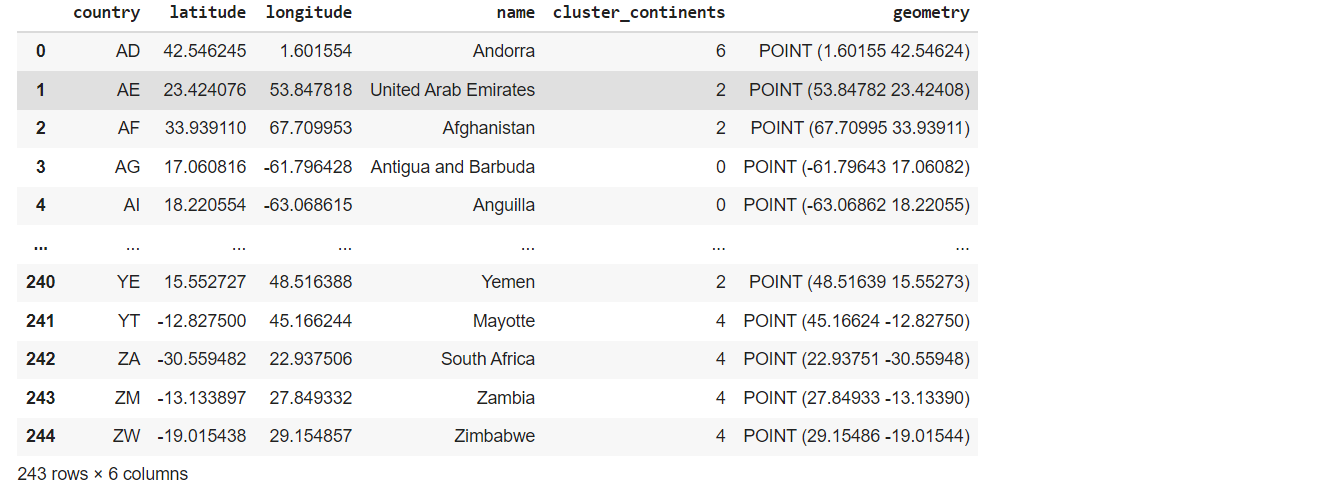 country latitude longitude name cluster_continents geometry
0 AD 42.546245 1.601554 Andorra 6 POINT (1.60155 42.54624)
1 AE 23.424076 53.847818 United Arab Emirates 2 POINT (53.84782 23.42408)
2 AF 33.939110 67.709953 Afghanistan 2 POINT (67.70995 33.93911)
3 AG 17.060816 -61.796428 Antigua and Barbuda 0 POINT (-61.79643 17.06082)
4 AI 18.220554 -63.068615 Anguilla 0 POINT (-63.06862 18.22055)
... ... ... ... ... ... ...
240 YE 15.552727 48.516388 Yemen 2 POINT (48.51639 15.55273)
241 YT -12.827500 45.166244 Mayotte 4 POINT (45.16624 -12.82750)
242 ZA -30.559482 22.937506 South Africa 4 POINT (22.93751 -30.55948)
243 ZM -13.133897 27.849332 Zambia 4 POINT (27.84933 -13.13390)
244 ZW -19.015438 29.154857 Zimbabwe 4 POINT (29.15486 -19.01544)
243 rows × 6 columns